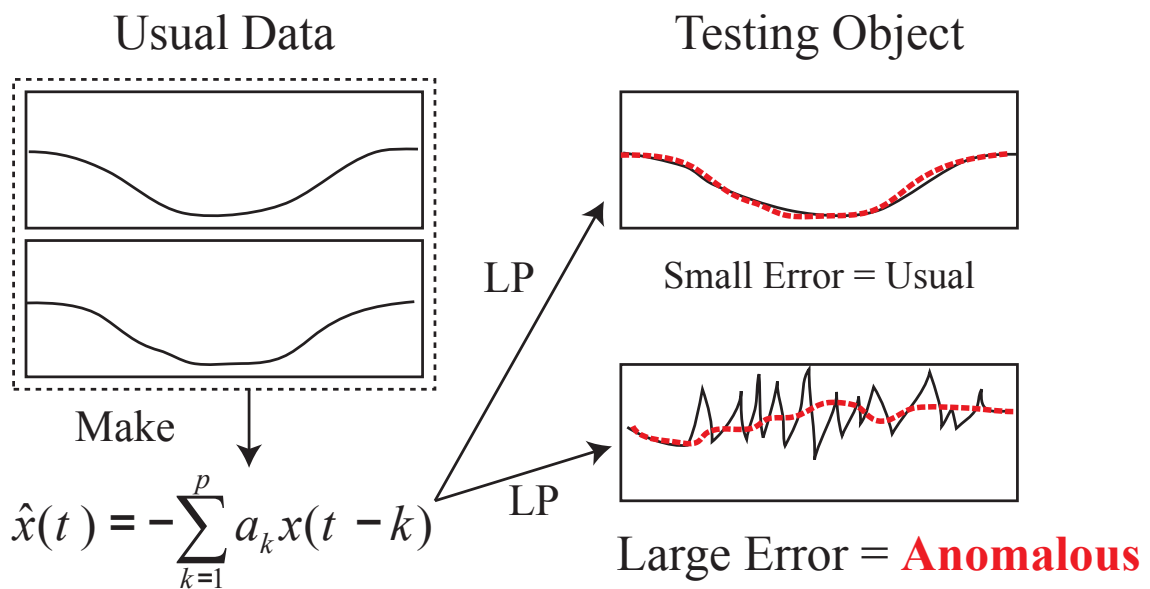 Usual Data
Testing Object
LP
Small Error = Usual
Make
LP
x̂(t) = −∑_{k=1}^{p} a_k x(t − k)
Large Error = Anomalous